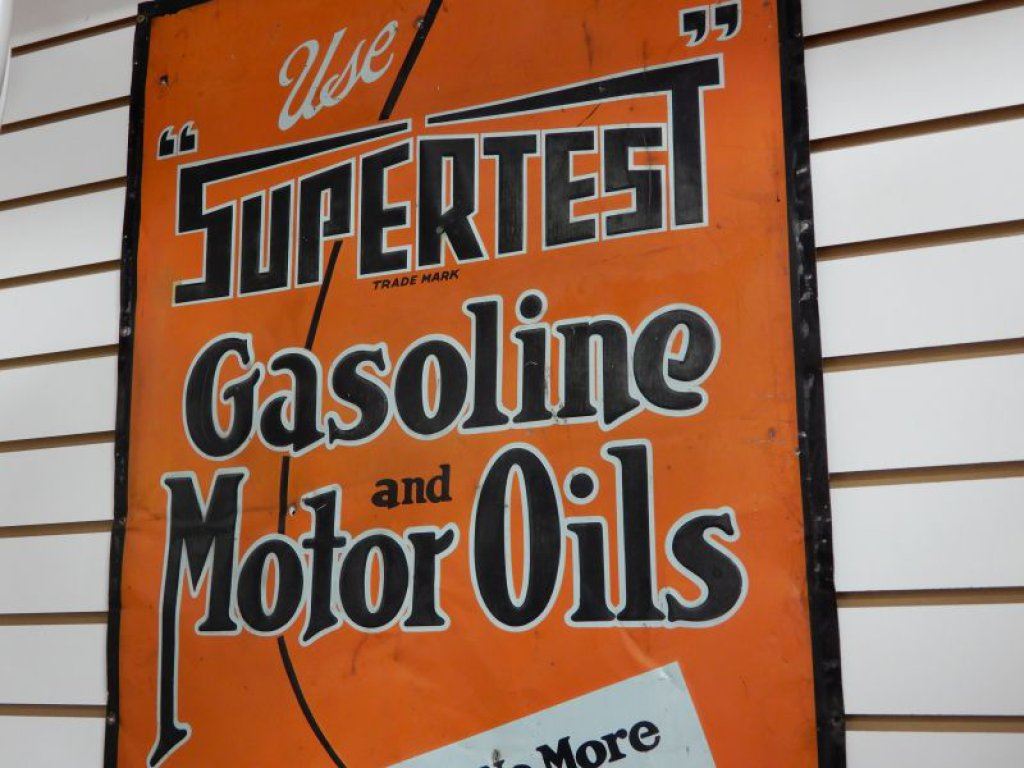 Use
“SUPERTEST”
TRADE MARK
Gasoline
and
Motor Oils
More